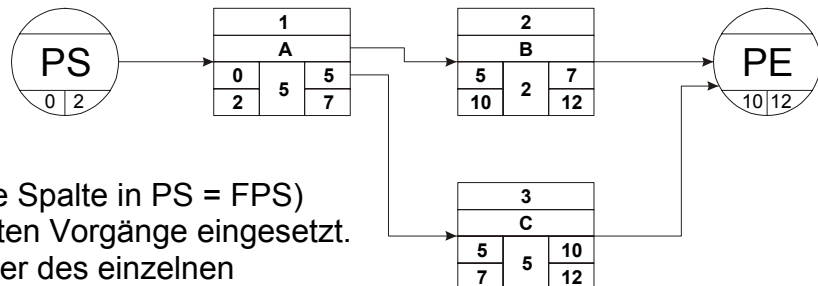 PS
0 2
1
A
0 5 5
2 7
2
B
5 2 7
10 12
PE
10 12
3
C
5 5 10
7 12
e Spalte in PS = FPS)
ten Vorgänge eingesetzt.
er des einzelnen